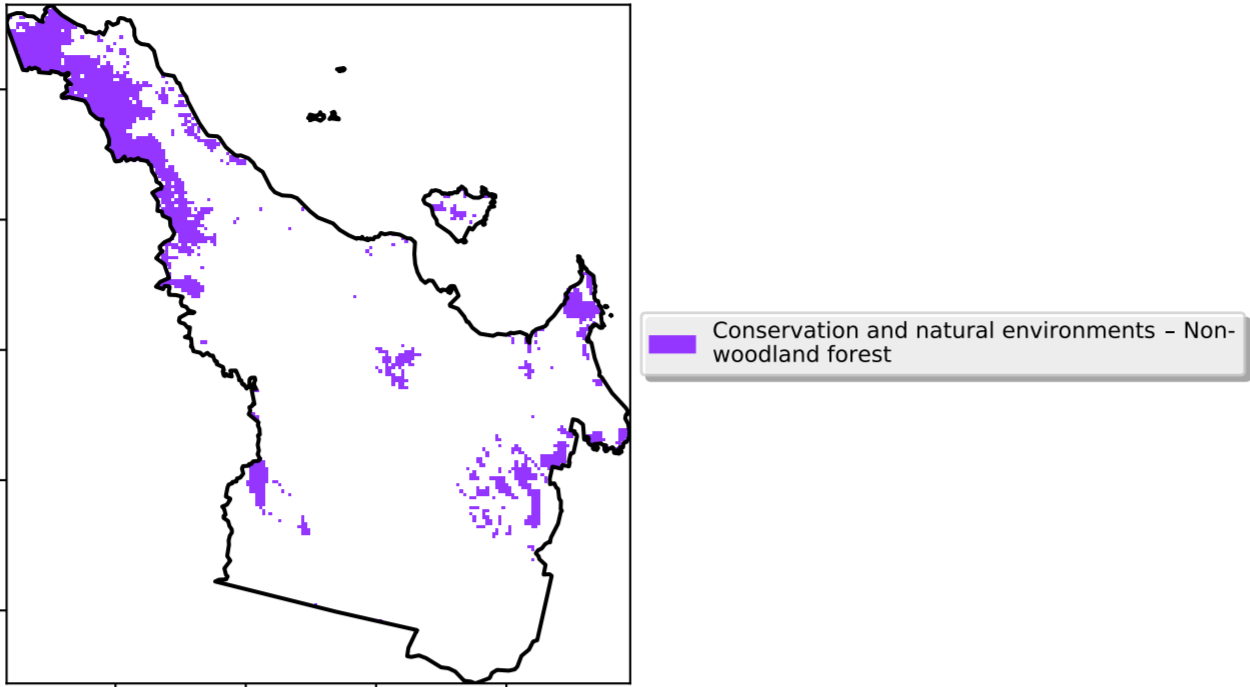 Conservation and natural environments – Non-
woodland forest